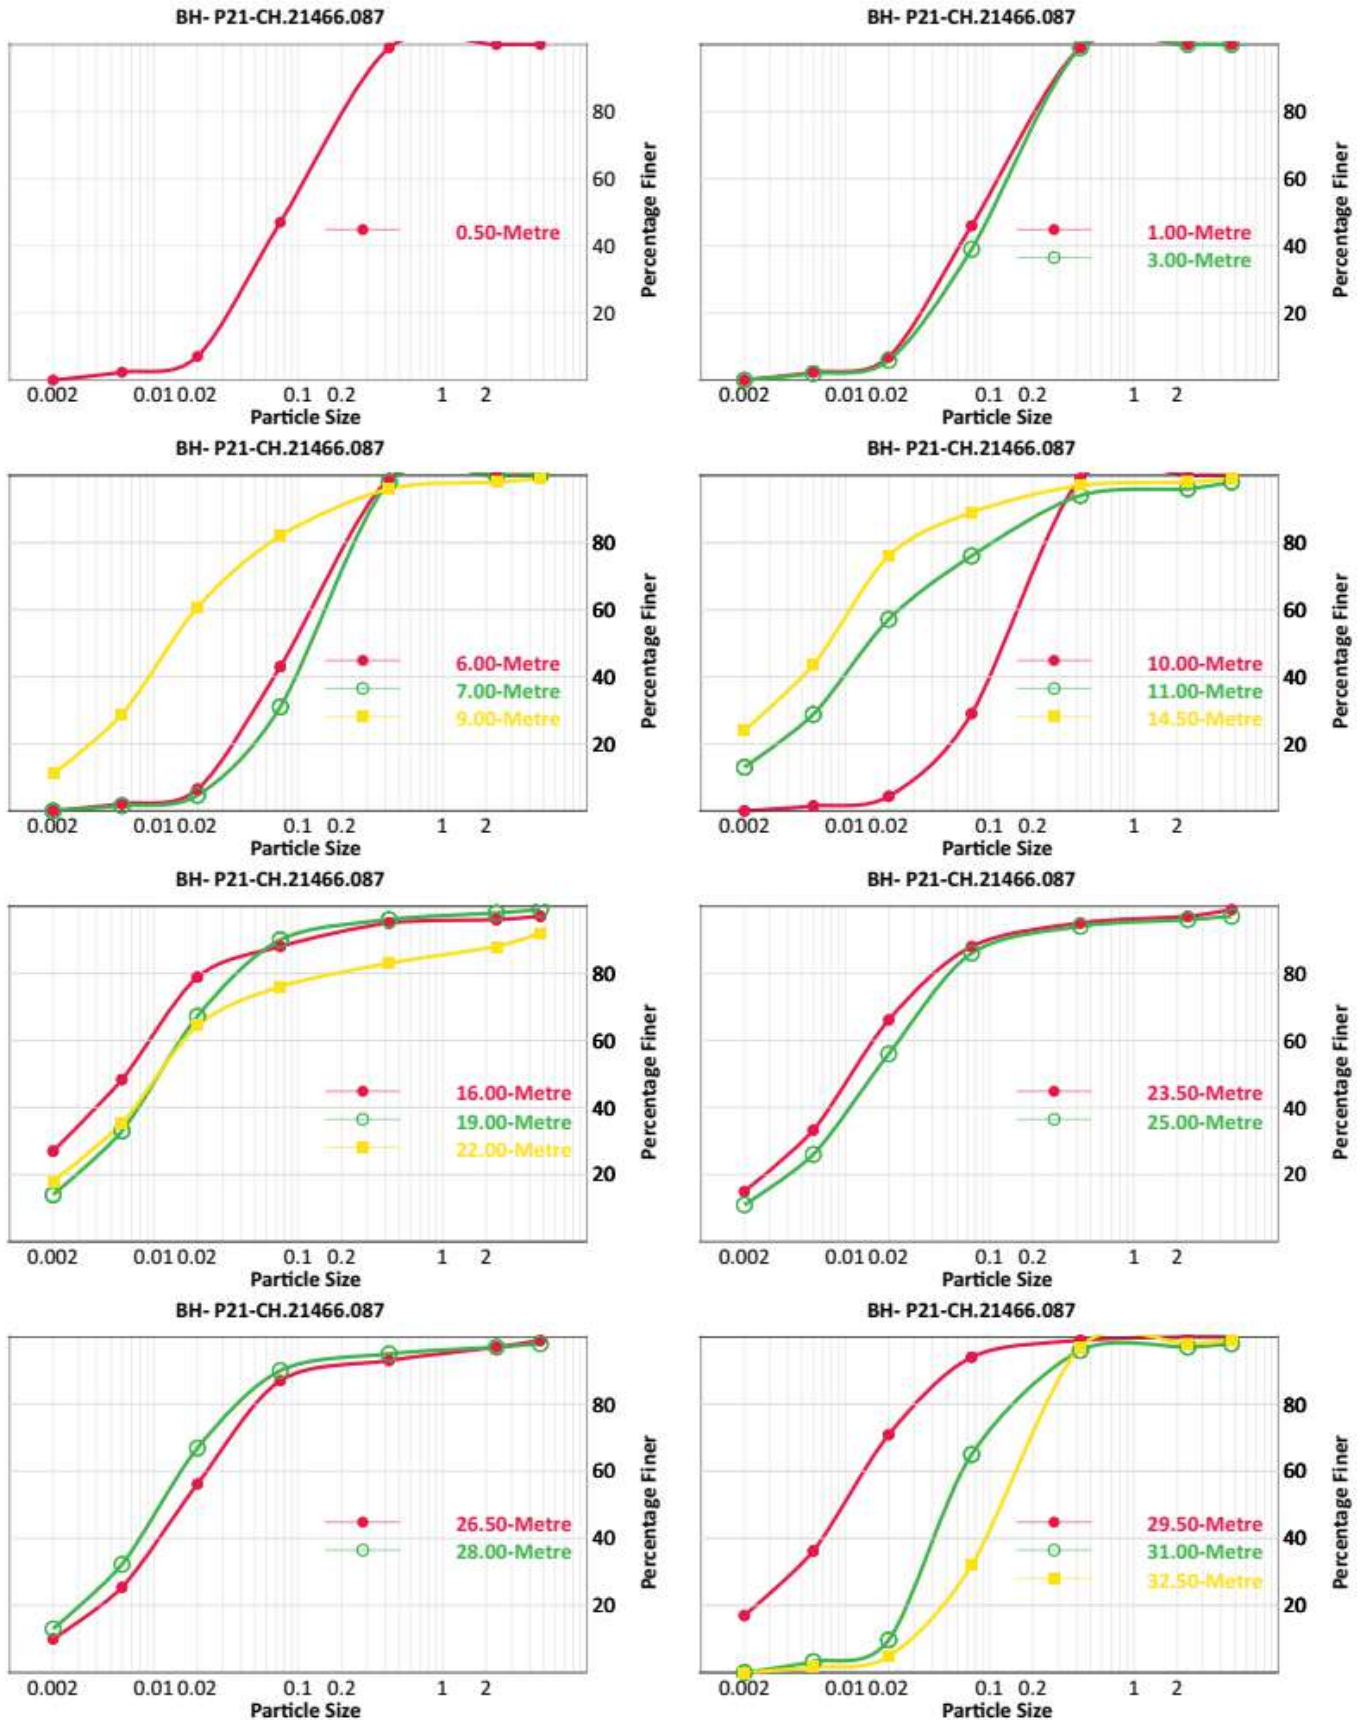 BH- P21-CH.21466.087
80
60
40
20
0.50-Metre
Percentage Finer
0.002 0.01 0.02 0.1 0.2 1 2
Particle Size
BH- P21-CH.21466.087
80
60
40
20
1.00-Metre
3.00-Metre
Percentage Finer
0.002 0.01 0.02 0.1 0.2 1 2
Particle Size
BH- P21-CH.21466.087
80
60
40
20
6.00-Metre
7.00-Metre
9.00-Metre
Percentage Finer
0.002 0.01 0.02 0.1 0.2 1 2
Particle Size
BH- P21-CH.21466.087
80
60
40
20
10.00-Metre
11.00-Metre
14.50-Metre
Percentage Finer
0.002 0.01 0.02 0.1 0.2 1 2
Particle Size
BH- P21-CH.21466.087
80
60
40
20
16.00-Metre
19.00-Metre
22.00-Metre
Percentage Finer
0.002 0.01 0.02 0.1 0.2 1 2
Particle Size
BH- P21-CH.21466.087
80
60
40
20
23.50-Metre
25.00-Metre
Percentage Finer
0.002 0.01 0.02 0.1 0.2 1 2
Particle Size
BH- P21-CH.21466.087
80
60
40
20
26.50-Metre
28.00-Metre
Percentage Finer
0.002 0.01 0.02 0.1 0.2 1 2
Particle Size
BH- P21-CH.21466.087
80
60
40
20
29.50-Metre
31.00-Metre
32.50-Metre
Percentage Finer
0.002 0.01 0.02 0.1 0.2 1 2
Particle Size